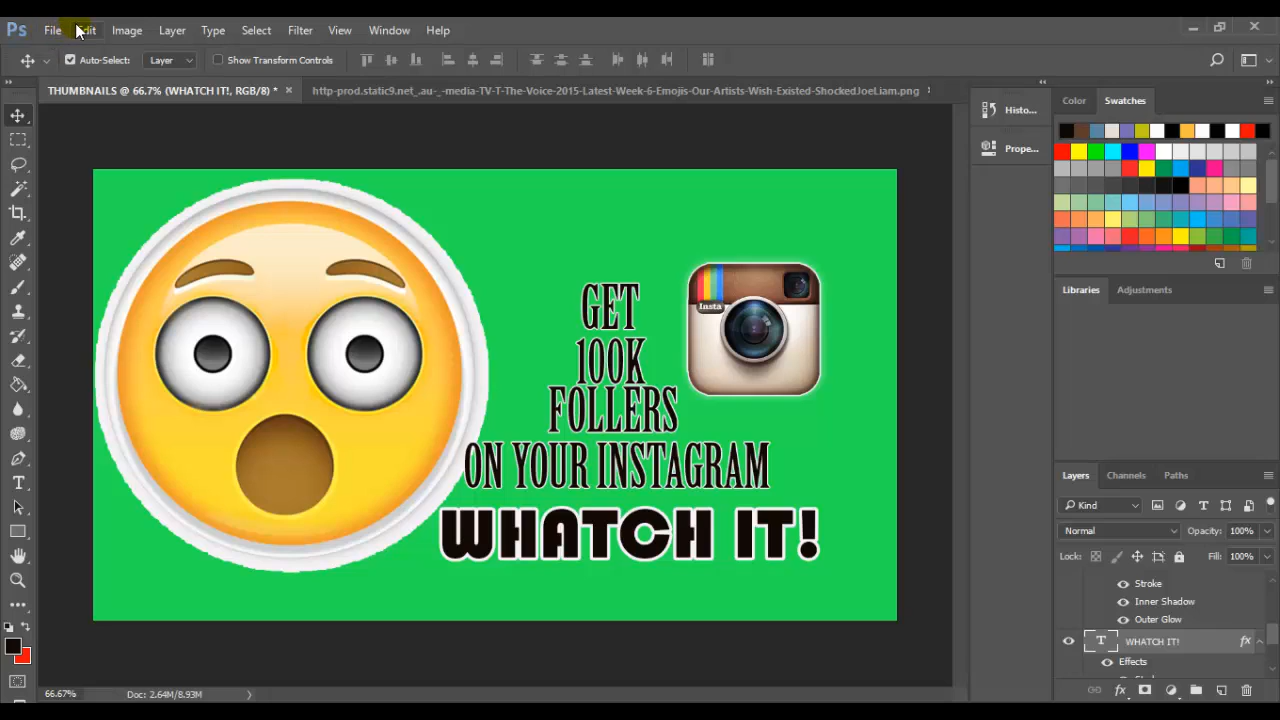 Ps File Edit Image Layer Type Select Filter View Window Help
Auto-Select: Layer Show Transform Controls
THUMBNAILS @ 66.7% (WHATCH IT!, RGB/8) * × http-prod.static9.net_.au-_-media-TV-T-The-Voice-2015-Latest-Week-6-Emojis-Our-Artists-Wish-Existed-ShockedJoeLiam.png
Histo...
Color Swatches
Prope...
Insta
GET
100K
FOLLERS
ON YOUR INSTAGRAM
WHATCH IT!
Libraries Adjustments
Layers Channels Paths
Kind
Normal Opacity: 100%
Lock: Fill: 100%
Stroke
Inner Shadow
Outer Glow
T WHATCH IT! fx
Effects
66.67% Doc: 2.64M/8.93M
fx